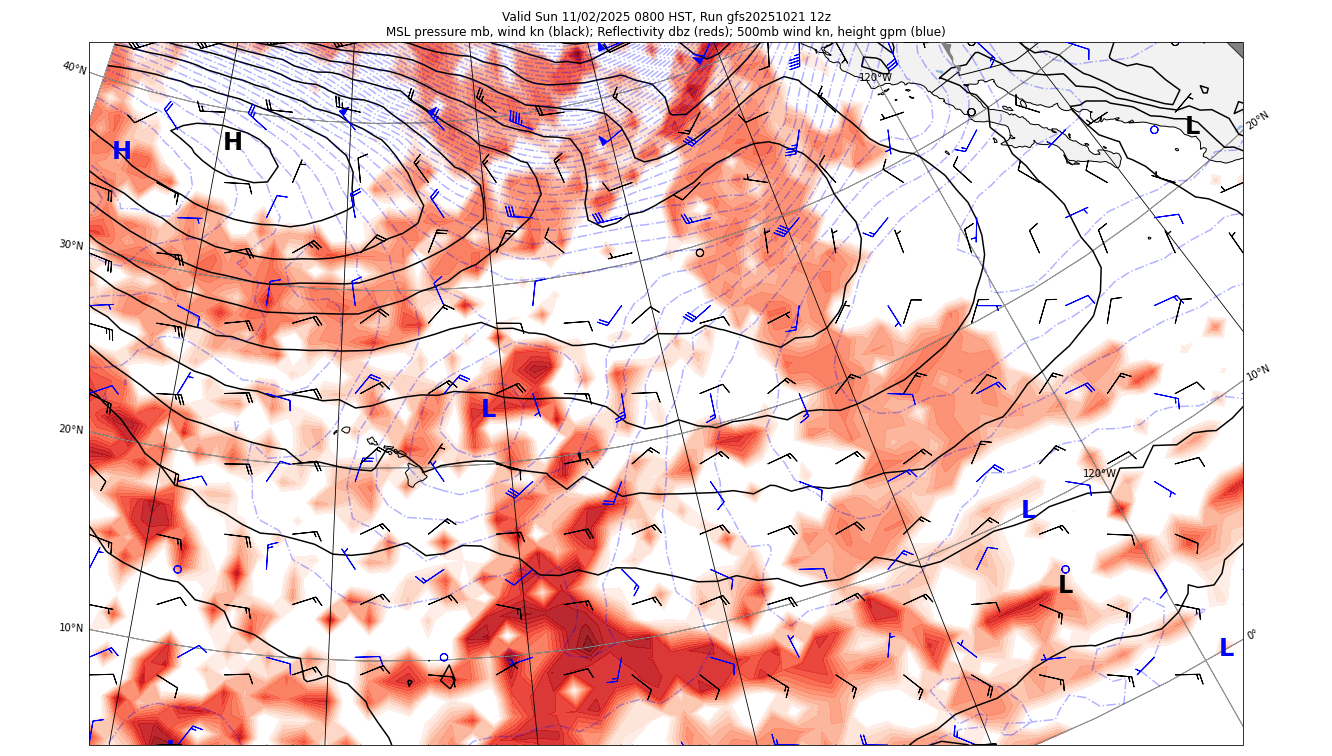 Valid Sun 11/02/2025 0800 HST, Run gfs20251021 12z
MSL pressure mb, wind kn (black); Reflectivity dbz (reds); 500mb wind kn, height gpm (blue)
40°N
120°W
20°N
L
H
H
30°N
10°N
L
20°N
120°W
L
L
10°N
0°
L